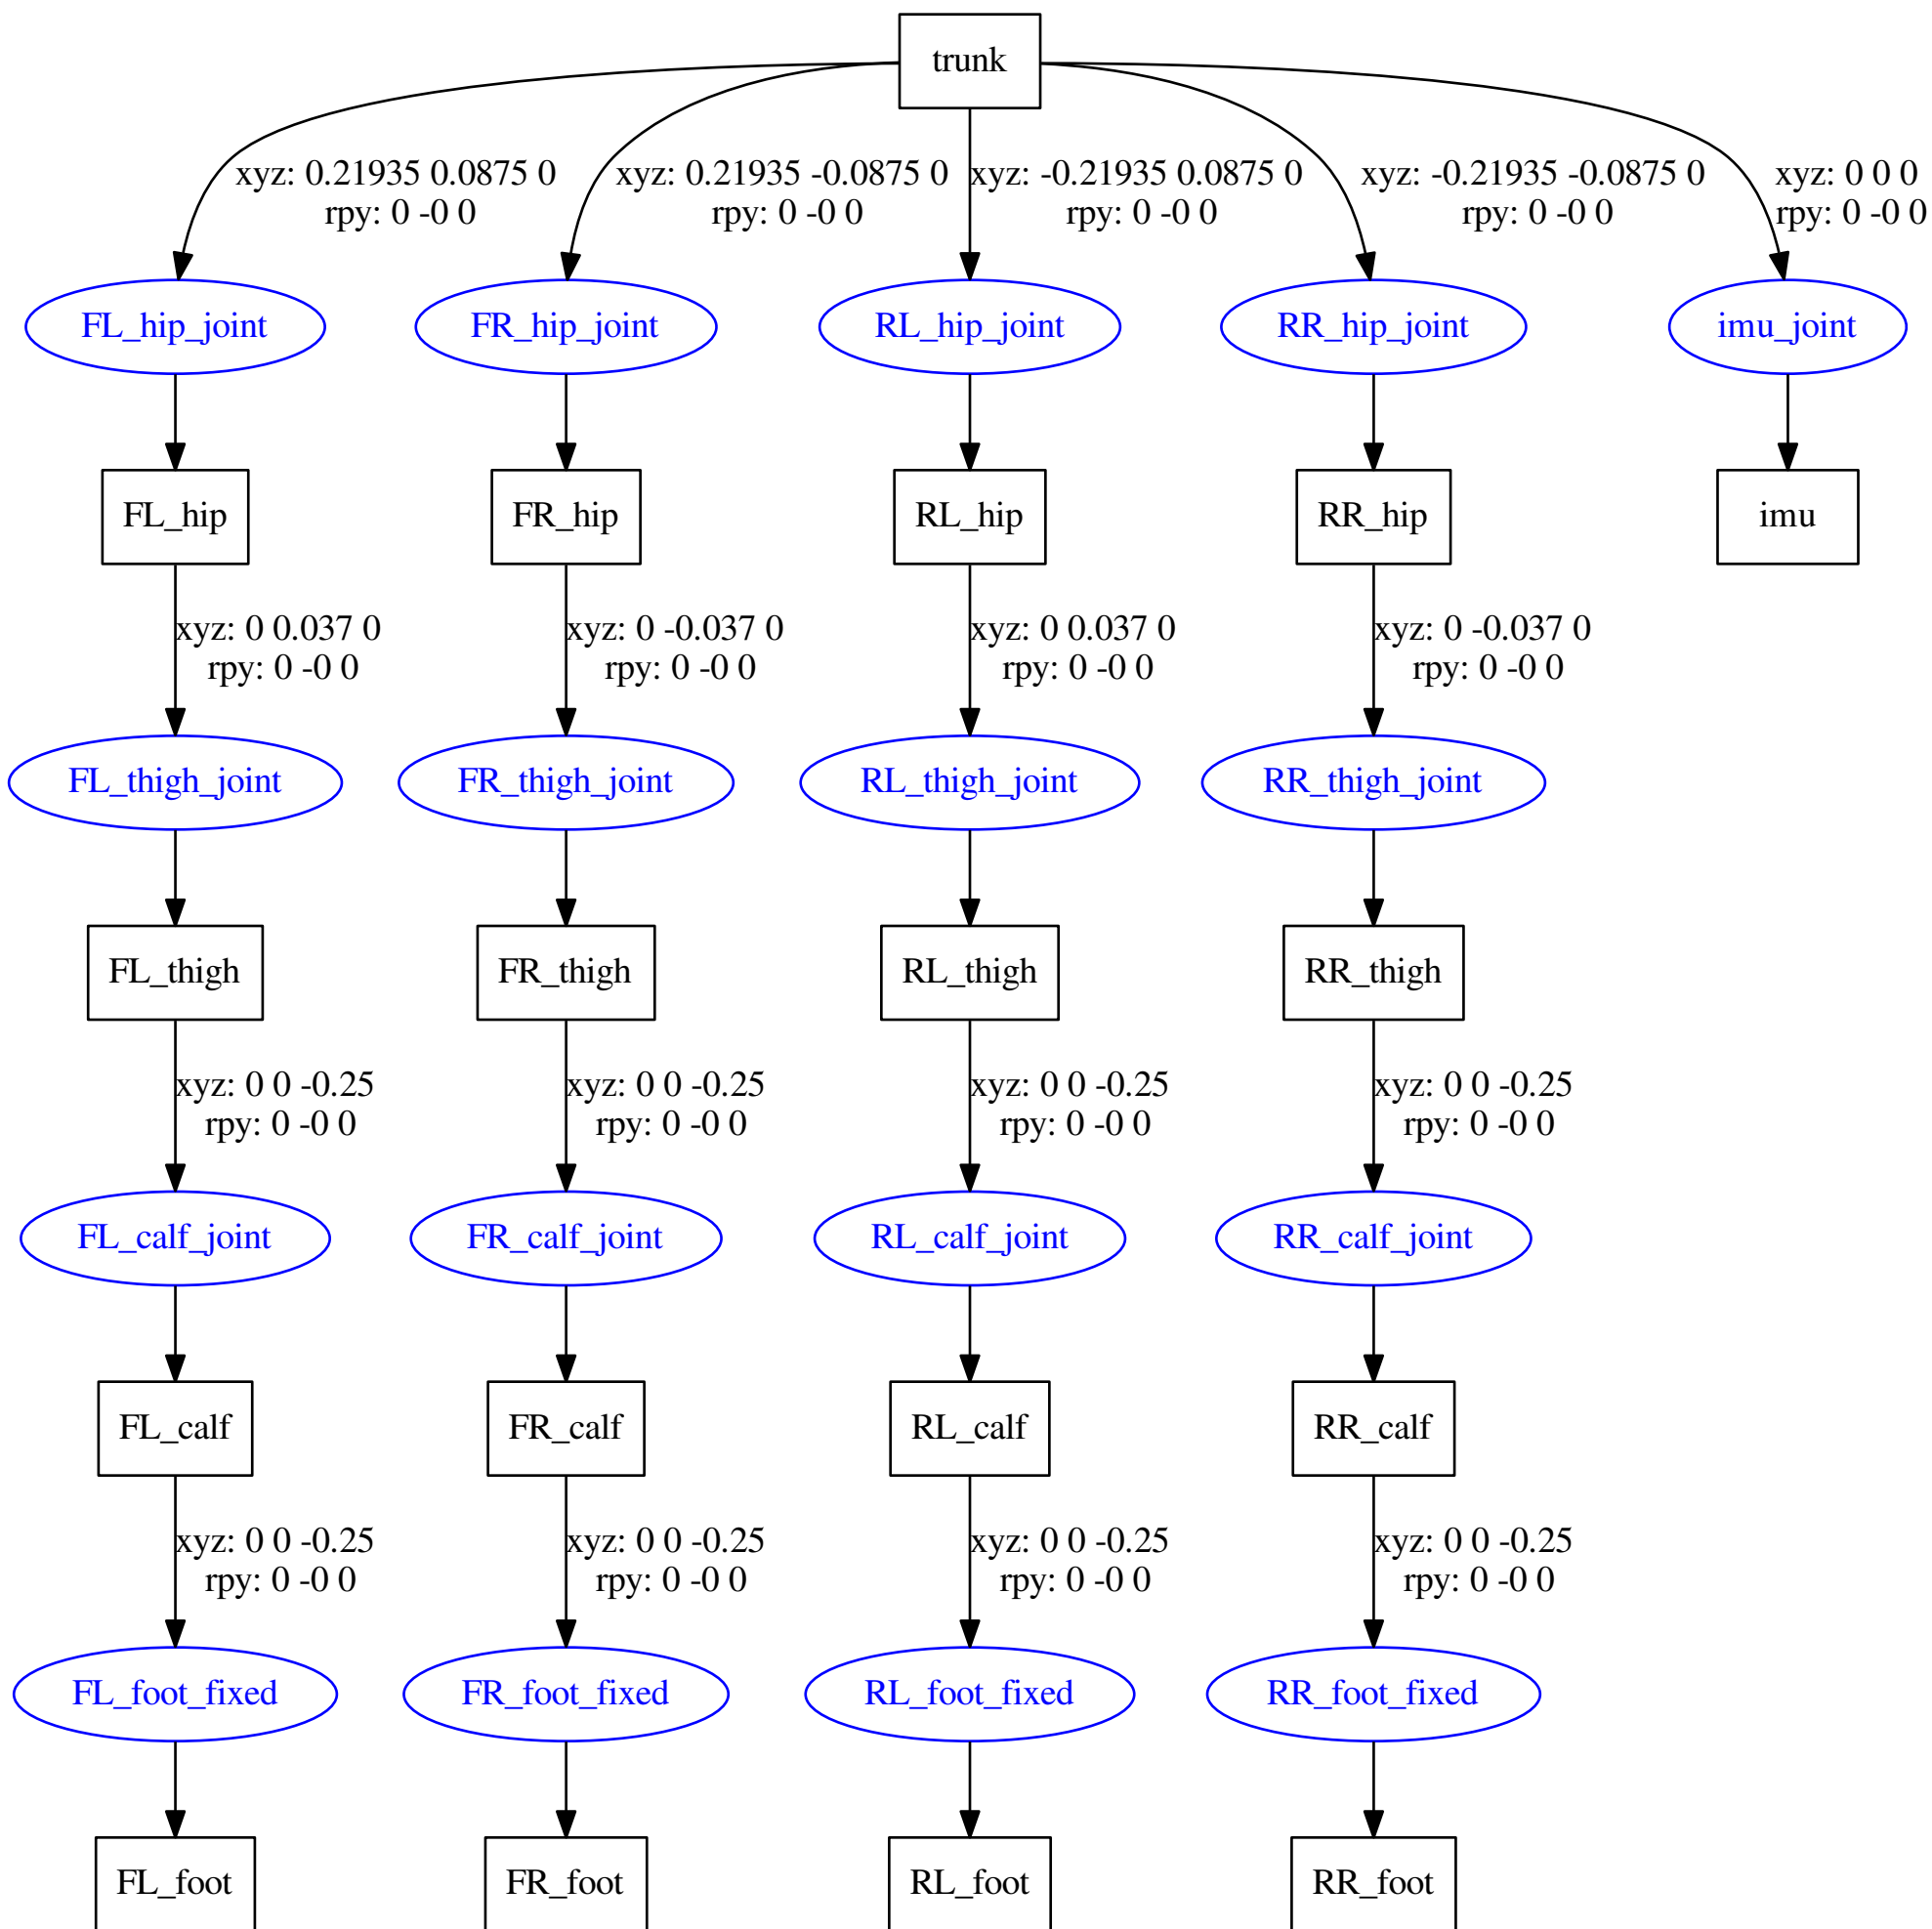 trunk
xyz: 0.21935 0.0875 0
rpy: 0 -0 0
xyz: 0.21935 -0.0875 0
rpy: 0 -0 0
xyz: -0.21935 0.0875 0
rpy: 0 -0 0
xyz: -0.21935 -0.0875 0
rpy: 0 -0 0
xyz: 0 0 0
rpy: 0 -0 0
FL_hip_joint
FR_hip_joint
RL_hip_joint
RR_hip_joint
imu_joint
FL_hip
FR_hip
RL_hip
RR_hip
imu
xyz: 0 0.037 0
rpy: 0 -0 0
xyz: 0 -0.037 0
rpy: 0 -0 0
xyz: 0 0.037 0
rpy: 0 -0 0
xyz: 0 -0.037 0
rpy: 0 -0 0
FL_thigh_joint
FR_thigh_joint
RL_thigh_joint
RR_thigh_joint
FL_thigh
FR_thigh
RL_thigh
RR_thigh
xyz: 0 0 -0.25
rpy: 0 -0 0
xyz: 0 0 -0.25
rpy: 0 -0 0
xyz: 0 0 -0.25
rpy: 0 -0 0
xyz: 0 0 -0.25
rpy: 0 -0 0
FL_calf_joint
FR_calf_joint
RL_calf_joint
RR_calf_joint
FL_calf
FR_calf
RL_calf
RR_calf
xyz: 0 0 -0.25
rpy: 0 -0 0
xyz: 0 0 -0.25
rpy: 0 -0 0
xyz: 0 0 -0.25
rpy: 0 -0 0
xyz: 0 0 -0.25
rpy: 0 -0 0
FL_foot_fixed
FR_foot_fixed
RL_foot_fixed
RR_foot_fixed
FL_foot
FR_foot
RL_foot
RR_foot